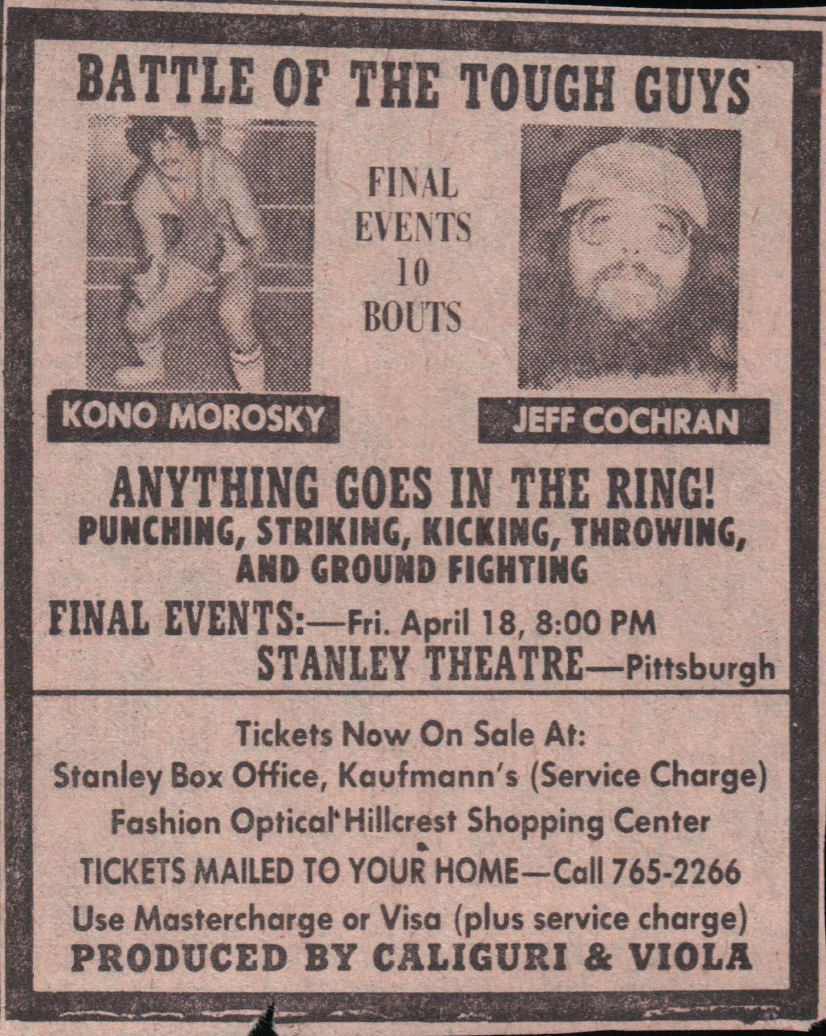 BATTLE OF THE TOUGH GUYS
FINAL
EVENTS
10
BOUTS
KONO MOROSKY
JEFF COCHRAN
ANYTHING GOES IN THE RING!
PUNCHING, STRIKING, KICKING, THROWING,
AND GROUND FIGHTING
FINAL EVENTS:—Fri. April 18, 8:00 PM
STANLEY THEATRE—Pittsburgh
Tickets Now On Sale At:
Stanley Box Office, Kaufmann's (Service Charge)
Fashion Optical Hillcrest Shopping Center
TICKETS MAILED TO YOUR HOME—Call 765-2266
Use Mastercharge or Visa (plus service charge)
PRODUCED BY CALIGURI & VIOLA